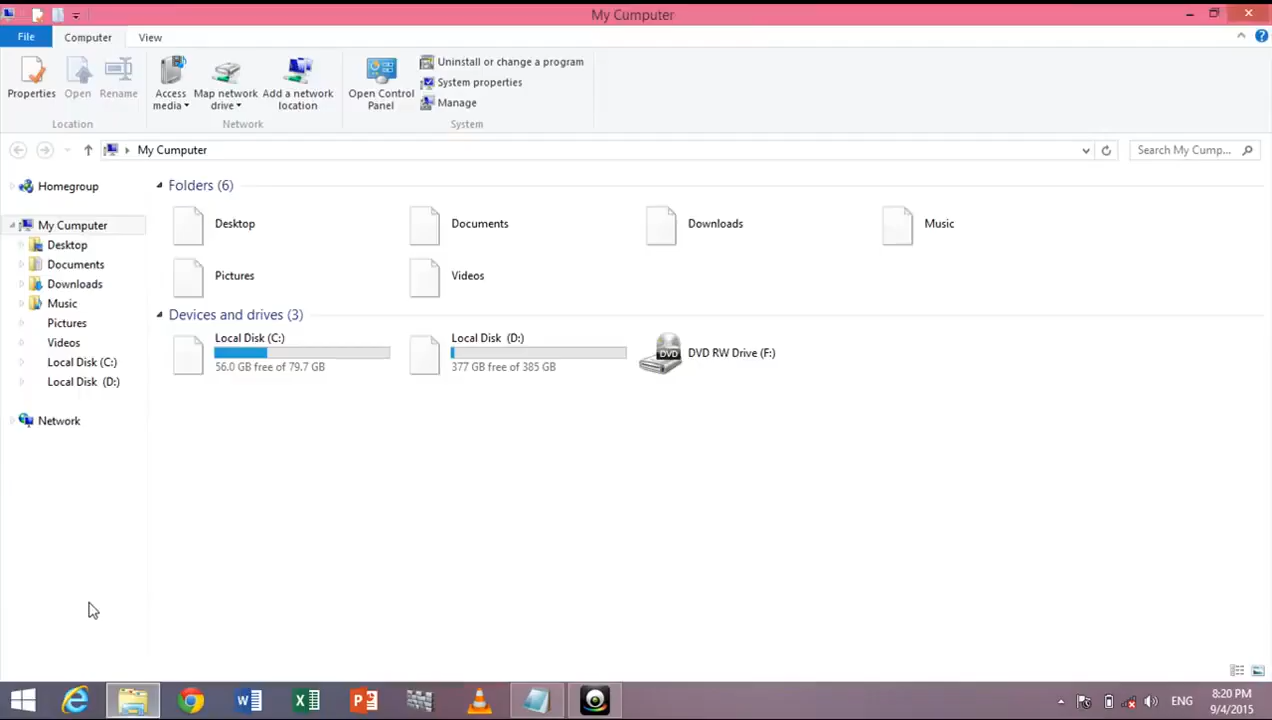 My Cumputer
File
Computer
View
Properties
Open
Rename
Access media
Map network drive
Add a network location
Open Control Panel
Uninstall or change a program
System properties
Manage
Location
Network
System
My Cumputer
Search My Cump...
Homegroup
My Cumputer
Desktop
Documents
Downloads
Music
Pictures
Videos
Local Disk (C:)
Local Disk (D:)
Network
Folders (6)
Desktop
Documents
Downloads
Music
Pictures
Videos
Devices and drives (3)
Local Disk (C:)
56.0 GB free of 79.7 GB
Local Disk (D:)
377 GB free of 385 GB
DVD
DVD RW Drive (F:)
ENG
8:20 PM
9/4/2015